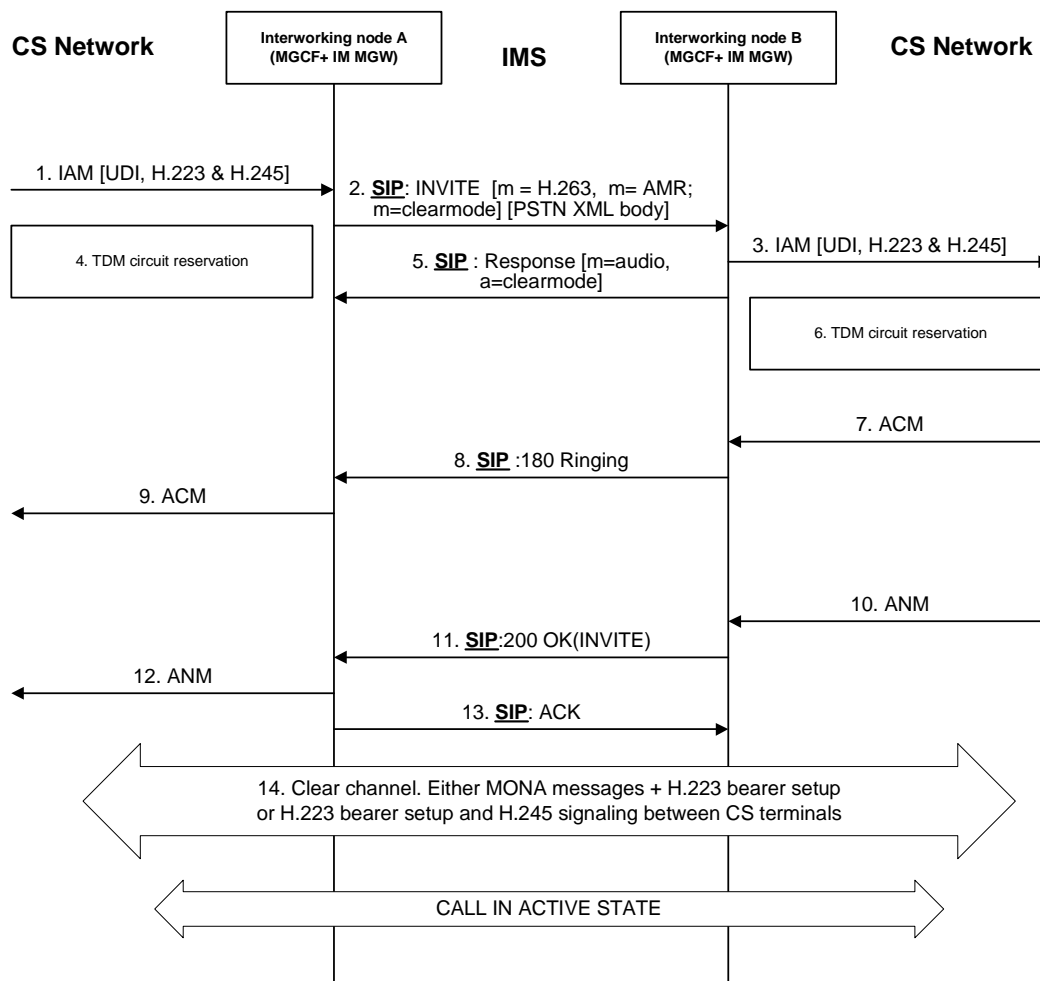 CS Network
Interworking node A
(MGCF+ IM MGW)
IMS
Interworking node B
(MGCF+ IM MGW)
CS Network
1. IAM [UDI, H.223 & H.245]
2. SIP: INVITE [m = H.263, m= AMR;
m=clearmode] [PSTN XML body]
3. IAM [UDI, H.223 & H.245]
4. TDM circuit reservation
5. SIP : Response [m=audio,
a=clearmode]
6. TDM circuit reservation
7. ACM
8. SIP :180 Ringing
9. ACM
10. ANM
11. SIP:200 OK(INVITE)
12. ANM
13. SIP: ACK
14. Clear channel. Either MONA messages + H.223 bearer setup
or H.223 bearer setup and H.245 signaling between CS terminals
CALL IN ACTIVE STATE